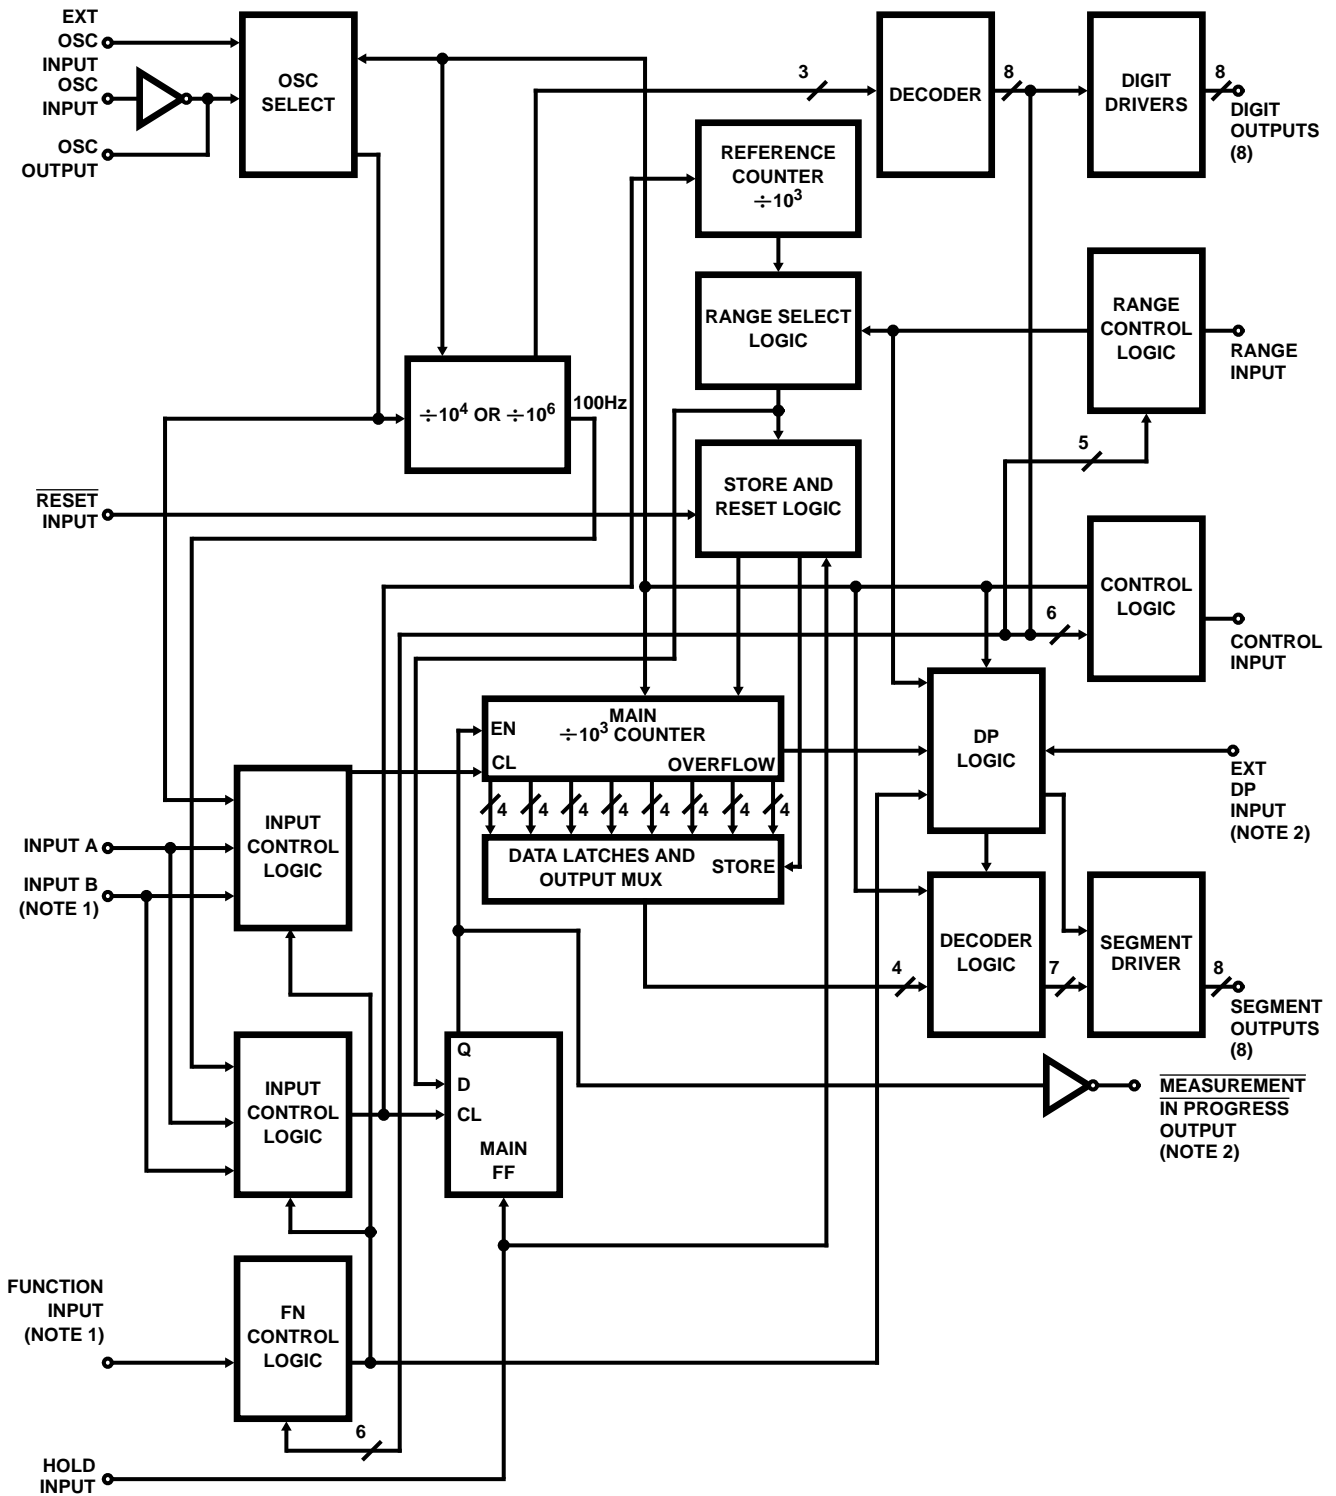 EXT
OSC
INPUT
OSC
INPUT
OSC
OUTPUT
OSC
SELECT
3
DECODER
8
DIGIT
DRIVERS
8
DIGIT
OUTPUTS
(8)
REFERENCE
COUNTER
÷10³
RANGE SELECT
LOGIC
RANGE
CONTROL
LOGIC
RANGE
INPUT
÷10⁴ OR ÷10⁶
100Hz
5
RESET
INPUT
STORE AND
RESET LOGIC
CONTROL
LOGIC
6
CONTROL
INPUT
MAIN
÷10³ COUNTER
EN
CL
OVERFLOW
DP
LOGIC
EXT
DP
INPUT
(NOTE 2)
4 4 4 4 4 4 4 4
INPUT
CONTROL
LOGIC
INPUT A
INPUT B
(NOTE 1)
DATA LATCHES AND
OUTPUT MUX
STORE
4
DECODER
LOGIC
7
SEGMENT
DRIVER
8
SEGMENT
OUTPUTS
(8)
INPUT
CONTROL
LOGIC
Q
D
CL
MAIN
FF
MEASUREMENT
IN PROGRESS
OUTPUT
(NOTE 2)
FUNCTION
INPUT
(NOTE 1)
FN
CONTROL
LOGIC
6
HOLD
INPUT